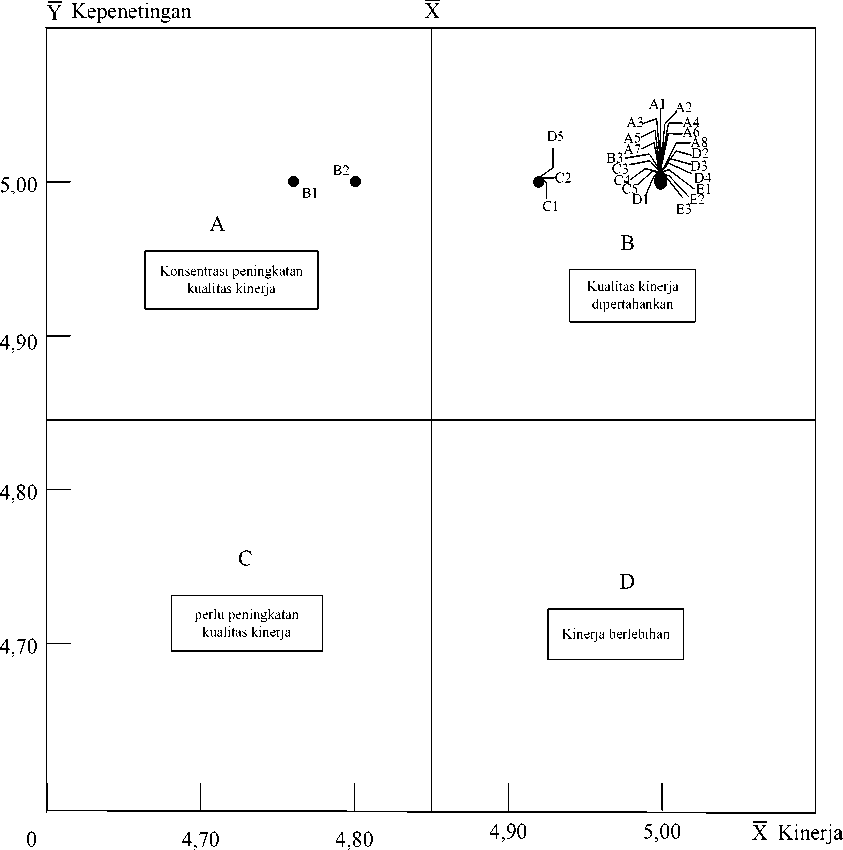 Y̅ Kepenetingan
X̅
A1
A2
A3
A4
D5
A5
A6
A7
A8
B3
D2
C3
D3
B2
C2
C4
D4
5,00
B1
C5
E1
C1
D1
E2
E3
A
B
Konsentrasi peningkatan
kualitas kinerja
Kualitas kinerja
dipertahankan
4,90
4,80
C
D
perlu peningkatan
kualitas kinerja
Kinerja berlebihan
4,70
0
4,70
4,80
4,90
5,00
X̅ Kinerja